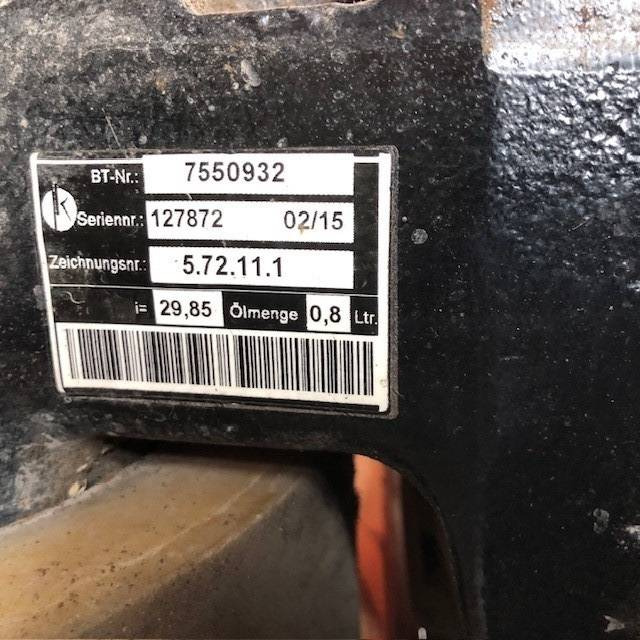 BT-Nr.: 7550932
Seriennr.: 127872 02/15
Zeichnungsnr.: 5.72.11.1
i= 29,85 Ölmenge 0,8 Ltr.